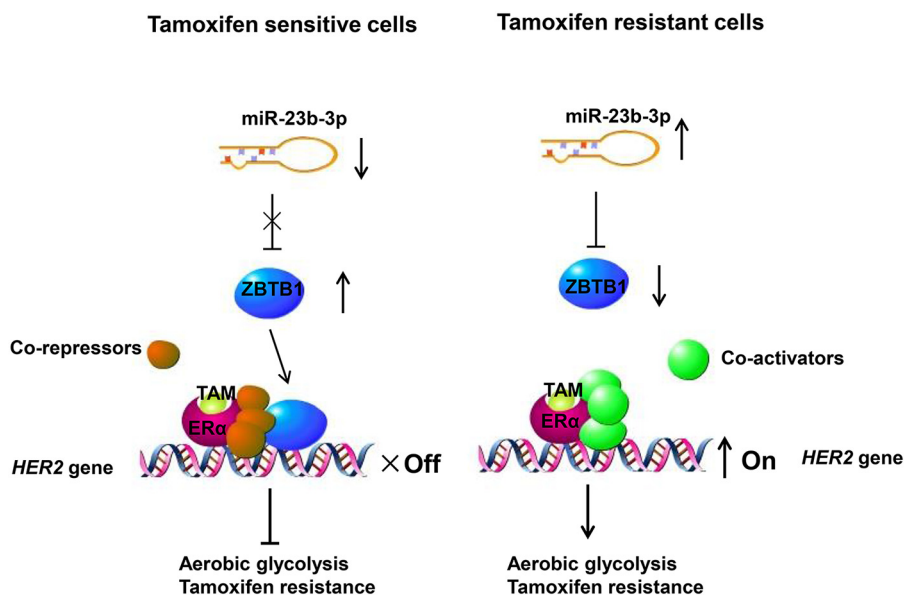 Tamoxifen sensitive cells
Tamoxifen resistant cells
miR-23b-3p
miR-23b-3p
ZBTB1
ZBTB1
Co-repressors
Co-activators
TAM
ERα
TAM
ERα
HER2 gene
Off
On
HER2 gene
Aerobic glycolysis
Tamoxifen resistance
Aerobic glycolysis
Tamoxifen resistance